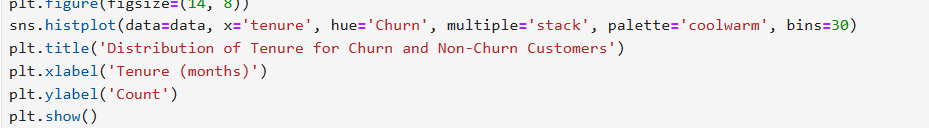 plt.figure(figsize=(14, 8))
sns.histplot(data=data, x='tenure', hue='Churn', multiple='stack', palette='coolwarm', bins=30)
plt.title('Distribution of Tenure for Churn and Non-Churn Customers')
plt.xlabel('Tenure (months)')
plt.ylabel('Count')
plt.show()